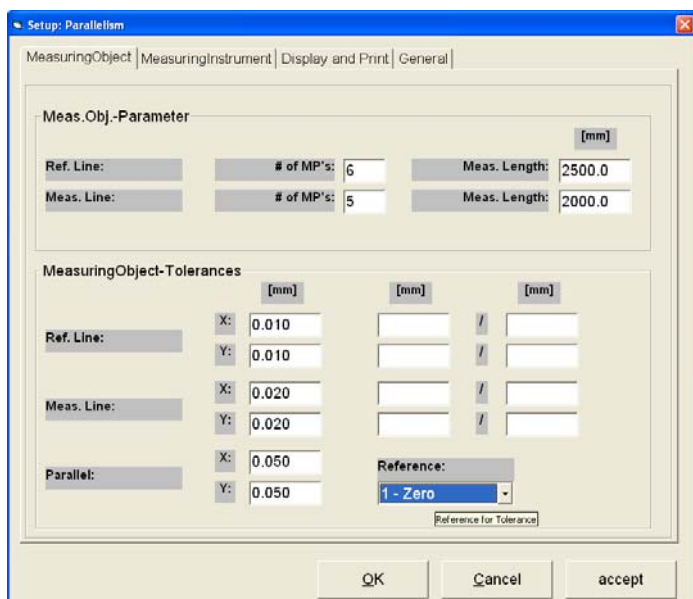 Setup: Parallelism
MeasuringObject MeasuringInstrument Display and Print General
Meas.Obj.-Parameter
[mm]
Ref. Line: # of MP's: 6 Meas. Length: 2500.0
Meas. Line: # of MP's: 5 Meas. Length: 2000.0
MeasuringObject-Tolerances
[mm] [mm] [mm]
Ref. Line: X: 0.010 /
Y: 0.010 /
Meas. Line: X: 0.020 /
Y: 0.020 /
Parallel: X: 0.050 Reference:
Y: 0.050 1 - Zero
Reference for Tolerance
OK Cancel accept